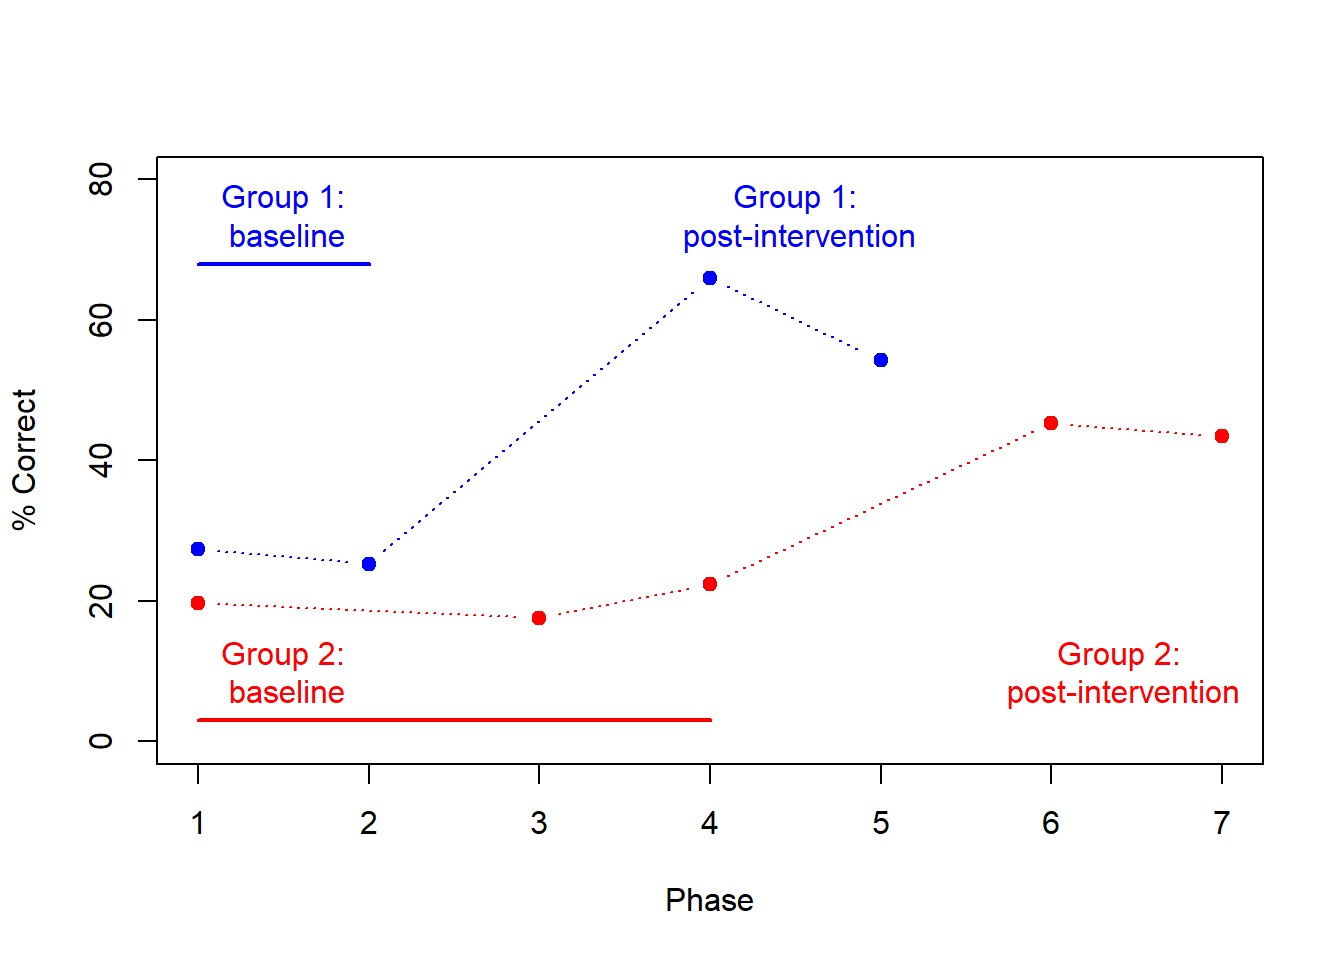 Group 1:
baseline
Group 1:
post-intervention
Group 2:
baseline
Group 2:
post-intervention
% Correct
80
60
40
20
0
1 2 3 4 5 6 7
Phase